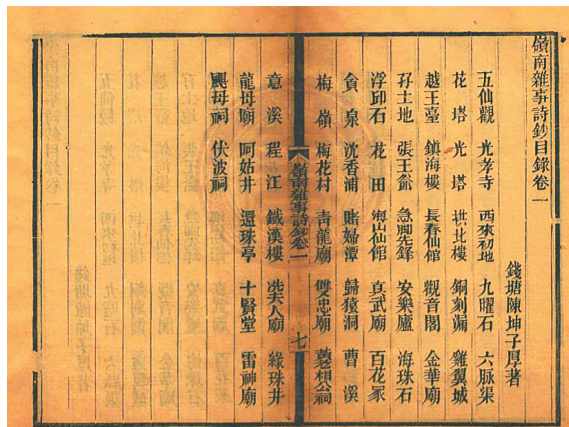 嶺南雜事詩鈔目錄卷一
錢塘陳坤子厚著
五仙觀 光孝寺 西來初地 九曜石 六脉渠
花塔 光塔 拱北樓 銅刻漏 雞翼城
越王臺 鎮海樓 長春仙館 觀音閣 金華廟
孖土地 張王爺 急脚先鋒 安樂廬 海珠石
浮邱石 花田 海山仙館 真武廟 百花冢
貪泉 沈香浦 賭婦潭 歸猿洞 曹溪
梅嶺 梅花村 青龍廟 雙忠廟 相公祠
嶺南雜事詩鈔卷一 七
意溪 程江 鐵漢樓 冼夫人廟 綠珠井
龍母廟 阿姑井 還珠亭 十賢堂 雷神廟
颶母祠 伏波祠